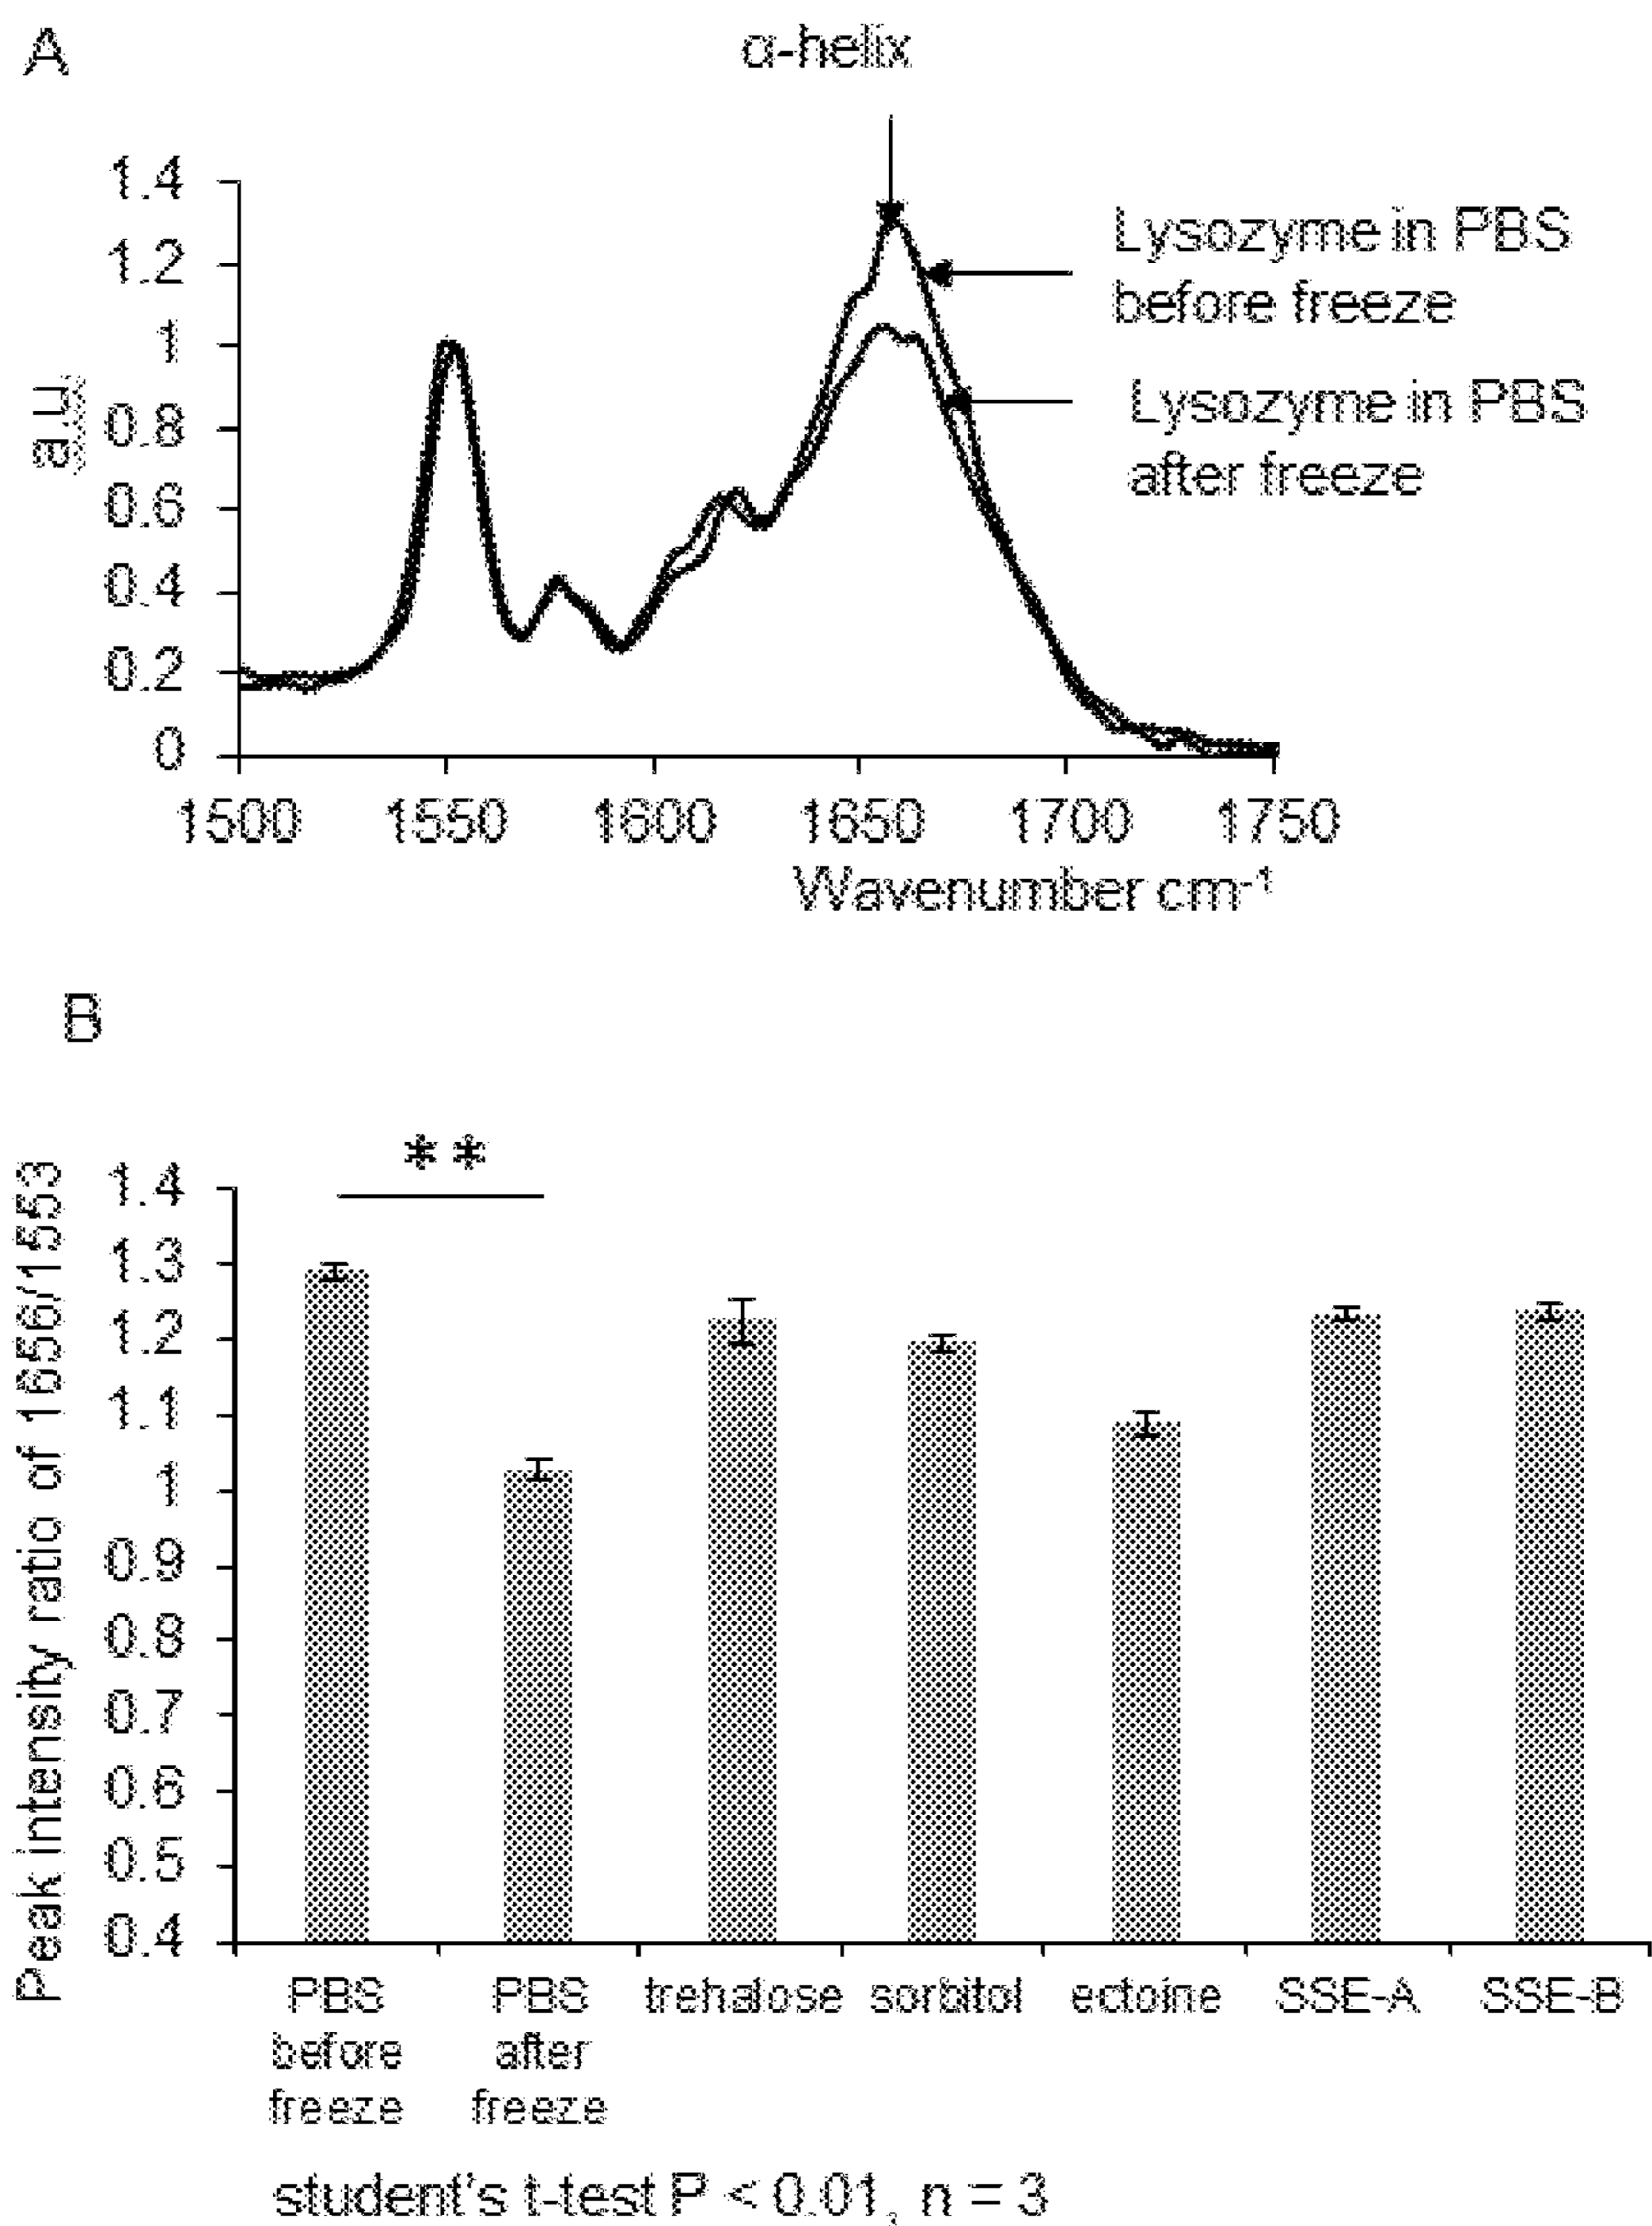 A
α-helix
1.4
1.2
1
0.8
0.6
0.4
0.2
0
a.u
Lysozyme in PBS
before freeze
Lysozyme in PBS
after freeze
1500 1550 1600 1650 1700 1750
Wavenumber cm-1
B
**
Peak intensity ratio of 1656/1553
1.4
1.3
1.2
1.1
1
0.9
0.8
0.7
0.6
0.5
0.4
PBS PBS trehalose sorbitol ectoine SSE-A SSE-B
before after
freeze freeze
student's t-test P < 0.01, n = 3